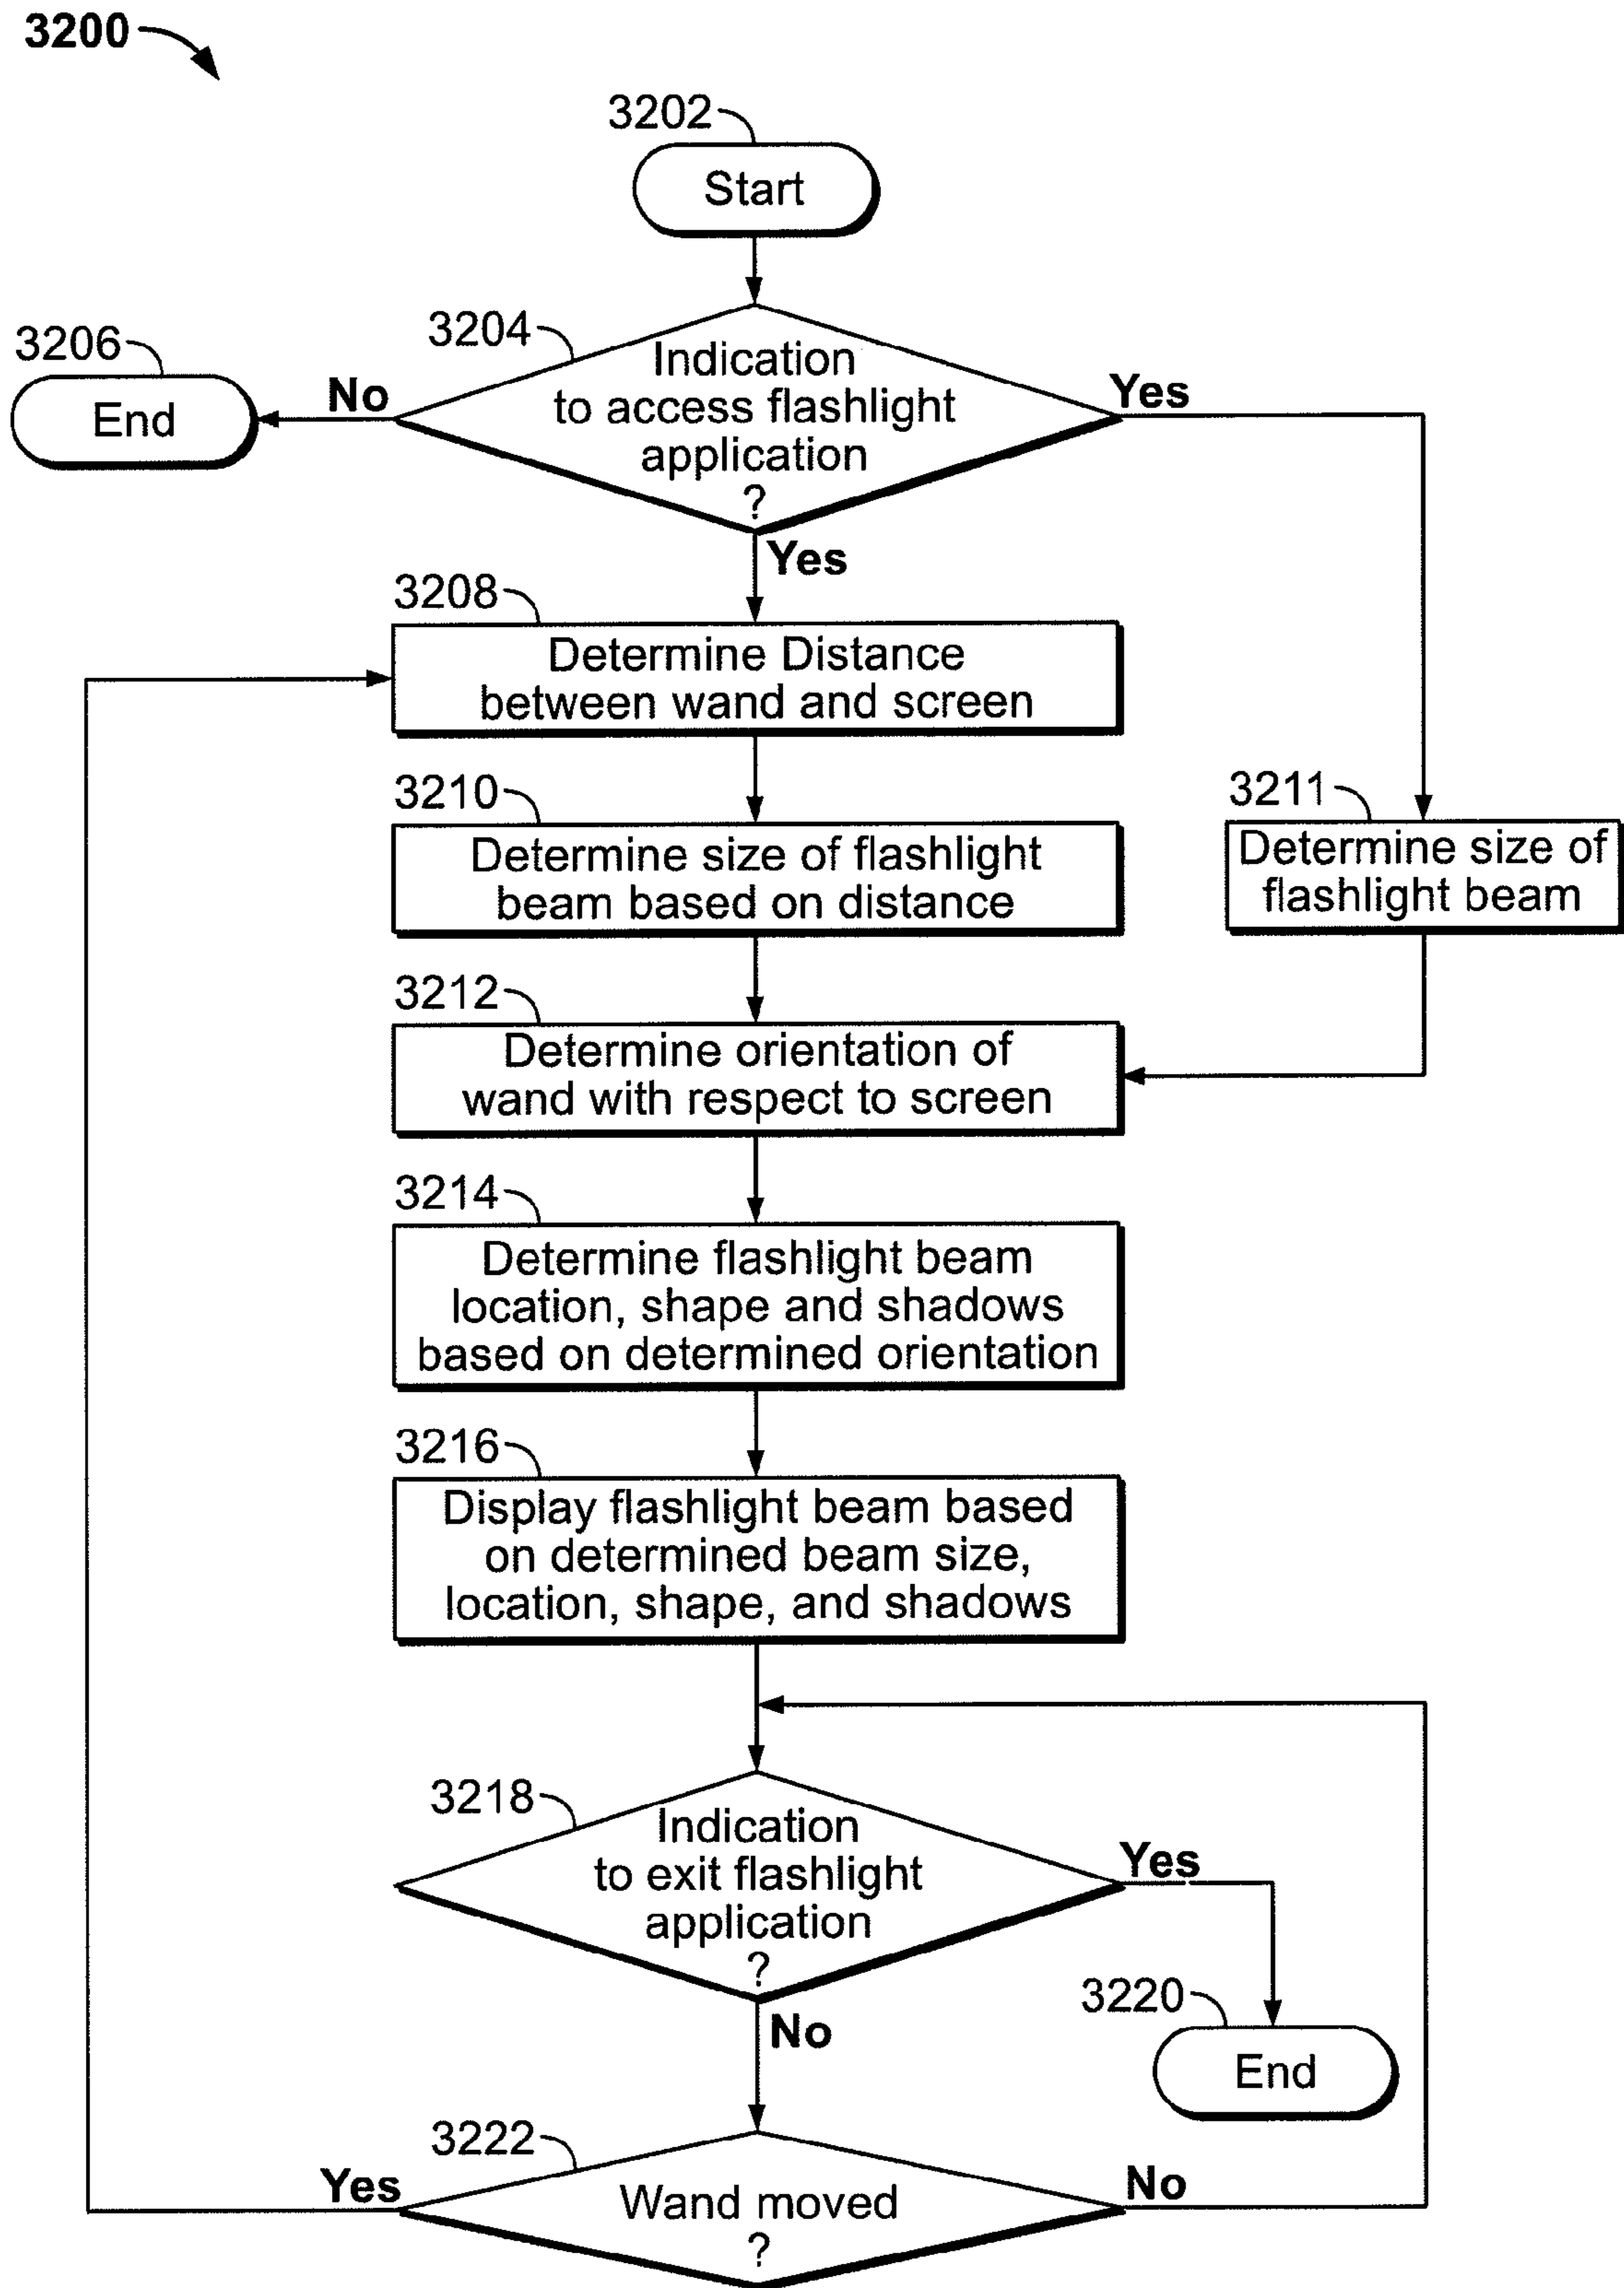 3200
3202
Start
3204
Indication
to access flashlight
application
?
3206
End
No
Yes
Yes
3208
Determine Distance
between wand and screen
3210
Determine size of flashlight
beam based on distance
3211
Determine size of
flashlight beam
3212
Determine orientation of
wand with respect to screen
3214
Determine flashlight beam
location, shape and shadows
based on determined orientation
3216
Display flashlight beam based
on determined beam size,
location, shape, and shadows
3218
Indication
to exit flashlight
application
?
Yes
No
3220
End
3222
Wand moved
?
Yes
No